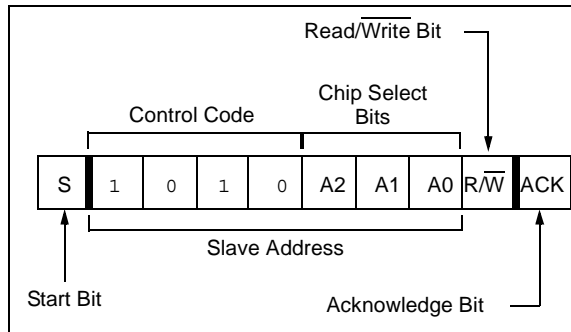 Read/Write Bit
Chip Select
Bits
Control Code
S 1 0 1 0 A2 A1 A0 R/W ACK
Slave Address
Start Bit
Acknowledge Bit